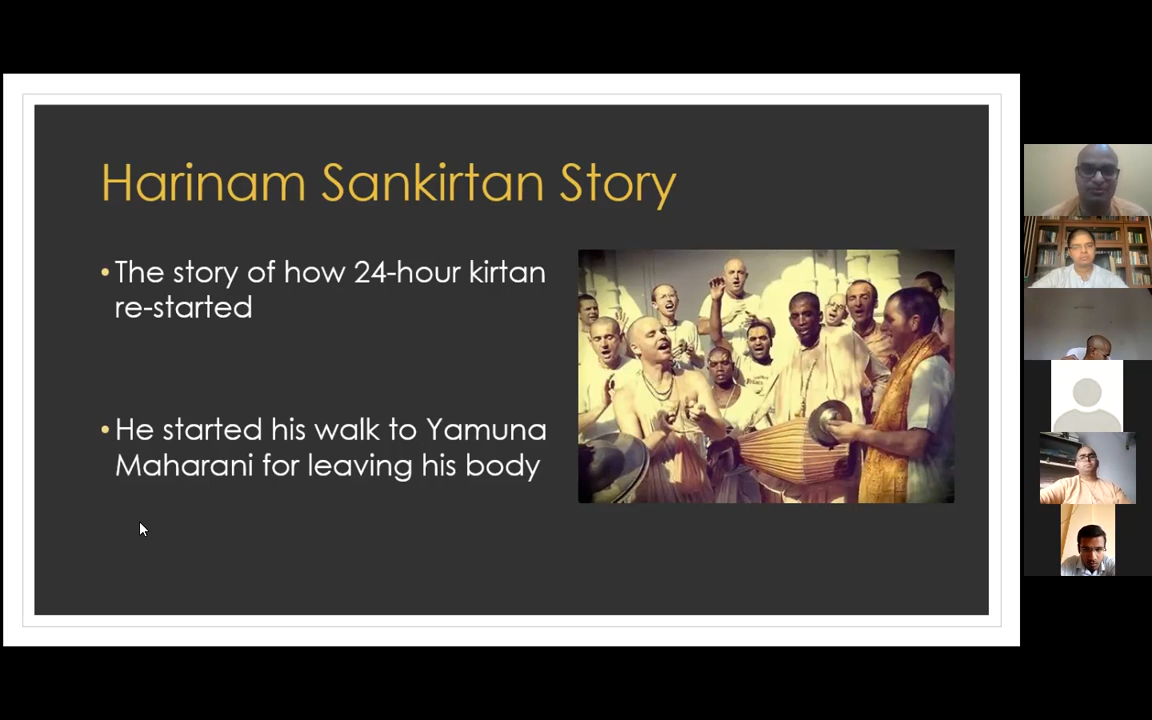 Harinam Sankirtan Story
•The story of how 24-hour kirtan
re-started
•He started his walk to Yamuna
Maharani for leaving his body